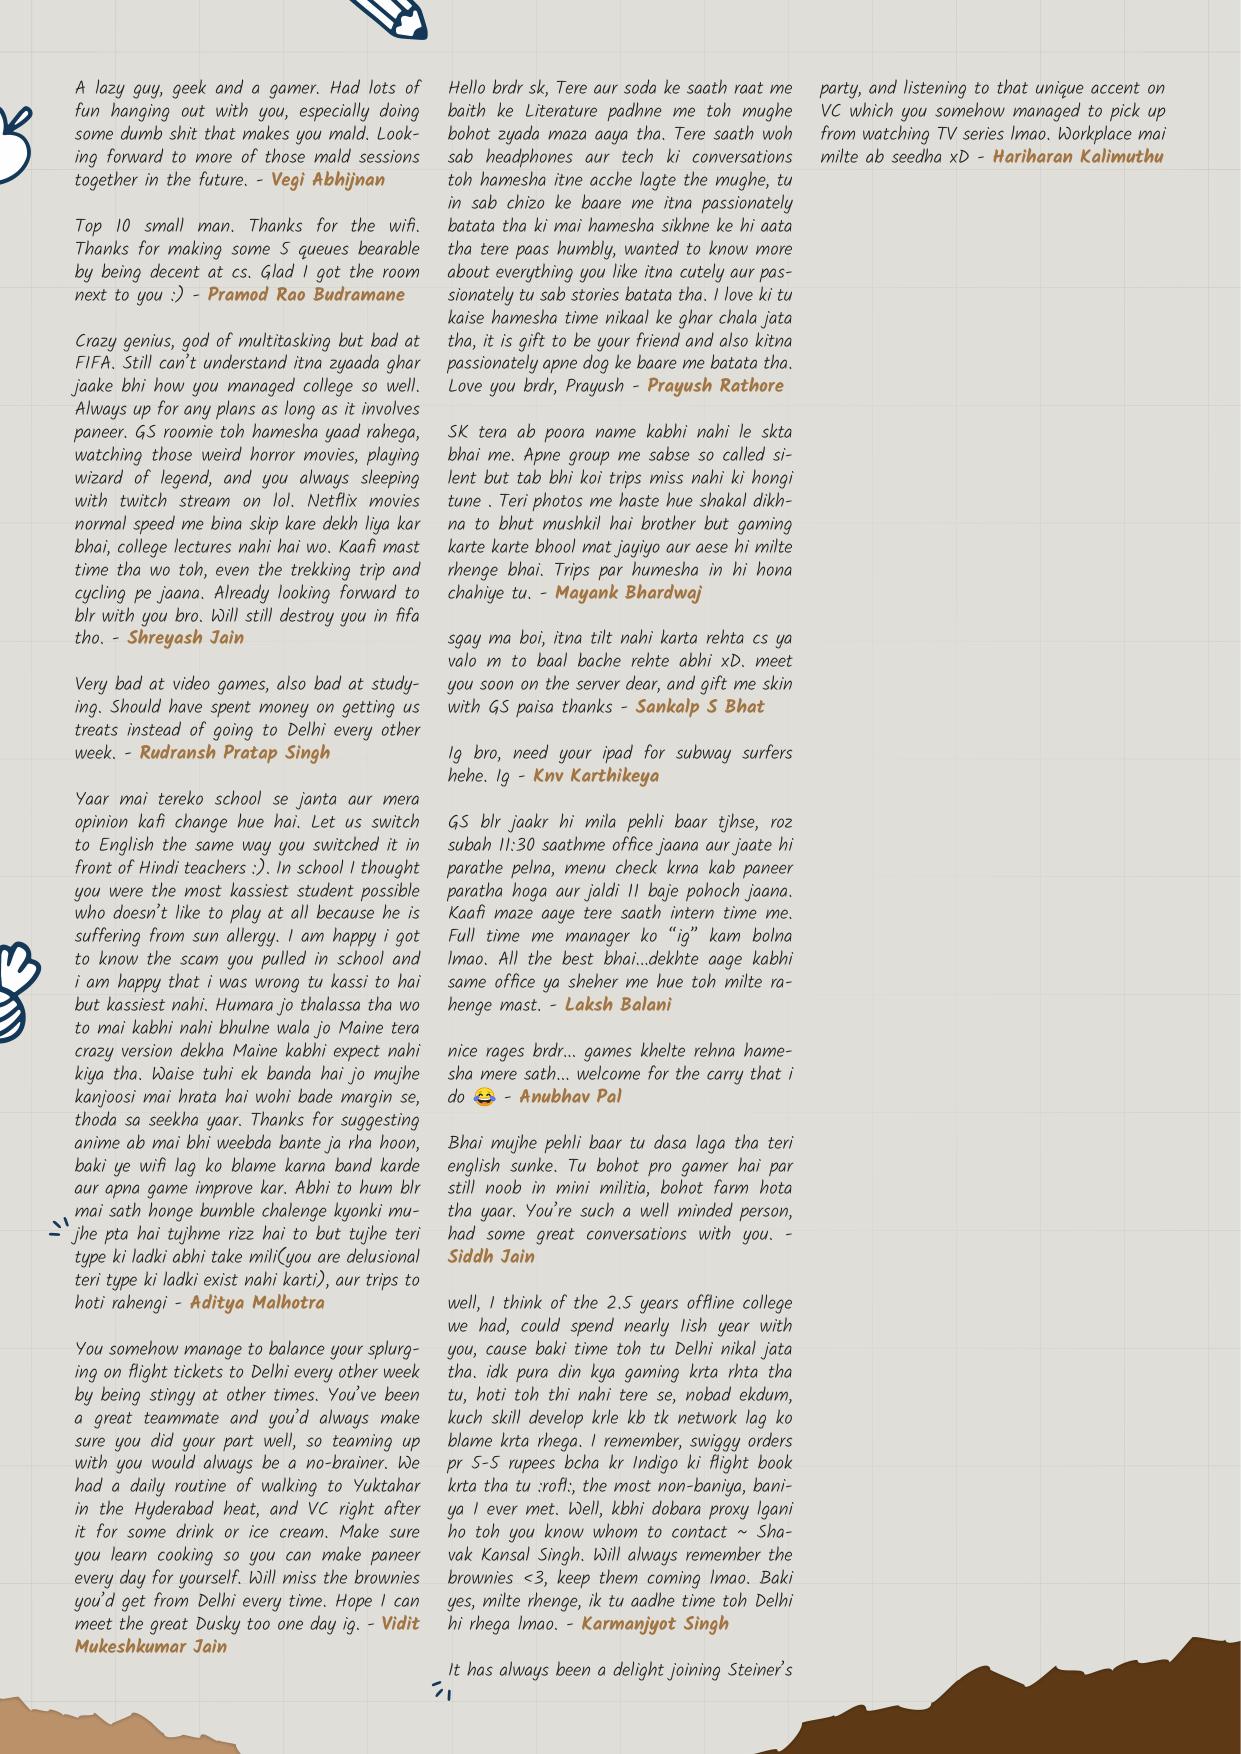 A lazy guy, geek and a gamer. Had lots of
fun hanging out with you, especially doing
some dumb shit that makes you mald. Look-
ing forward to more of those mald sessions
together in the future. - Vegi Abhijnan
Top 10 small man. Thanks for the wifi.
Thanks for making some 5 queues bearable
by being decent at cs. Glad I got the room
next to you :) - Pramod Rao Budramane
Crazy genius, god of multitasking but bad at
FIFA. Still can't understand itna zyaada ghar
jaake bhi how you managed college so well.
Always up for any plans as long as it involves
paneer. GS roomie toh hamesha yaad rahega,
watching those weird horror movies, playing
wizard of legend, and you always sleeping
with twitch stream on lol. Netflix movies
normal speed me bina skip kare dekh liya kar
bhai, college lectures nahi hai wo. Kaafi mast
time tha wo toh, even the trekking trip and
cycling pe jaana. Already looking forward to
blr with you bro. Will still destroy you in fifa
tho. - Shreyash Jain
Very bad at video games, also bad at study-
ing. Should have spent money on getting us
treats instead of going to Delhi every other
week. - Rudransh Pratap Singh
Yaar mai tereko school se janta aur mera
opinion kafi change hue hai. Let us switch
to English the same way you switched it in
front of Hindi teachers :). In school I thought
you were the most kassiest student possible
who doesn't like to play at all because he is
suffering from sun allergy. I am happy i got
to know the scam you pulled in school and
i am happy that i was wrong tu kassi to hai
but kassiest nahi. Humara jo thalassa tha wo
to mai kabhi nahi bhulne wala jo Maine tera
crazy version dekha Maine kabhi expect nahi
kiya tha. Waise tuhi ek banda hai jo mujhe
kanjoosi mai hrata hai wohi bade margin se,
thoda sa seekha yaar. Thanks for suggesting
anime ab mai bhi weebda bante ja rha hoon,
baki ye wifi lag ko blame karna band karde
aur apna game improve kar. Abhi to hum blr
mai sath honge bumble chalenge kyonki mu-
jhe pta hai tujhme rizz hai to but tujhe teri
type ki ladki abhi take mili(you are delusional
teri type ki ladki exist nahi karti), aur trips to
hoti rahengi - Aditya Malhotra
You somehow manage to balance your splurg-
ing on flight tickets to Delhi every other week
by being stingy at other times. You've been
a great teammate and you'd always make
sure you did your part well, so teaming up
with you would always be a no-brainer. We
had a daily routine of walking to Yuktahar
in the Hyderabad heat, and VC right after
it for some drink or ice cream. Make sure
you learn cooking so you can make paneer
every day for yourself. Will miss the brownies
you'd get from Delhi every time. Hope I can
meet the great Dusky too one day ig. - Vidit
Mukeshkumar Jain
Hello brdr sk, Tere aur soda ke saath raat me
baith ke Literature padhne me toh mughe
bohot zyada maza aaya tha. Tere saath woh
sab headphones aur tech ki conversations
toh hamesha itne acche lagte the mughe, tu
in sab chizo ke baare me itna passionately
batata tha ki mai hamesha sikhne ke hi aata
tha tere paas humbly, wanted to know more
about everything you like itna cutely aur pas-
sionately tu sab stories batata tha. I love ki tu
kaise hamesha time nikaal ke ghar chala jata
tha, it is gift to be your friend and also kitna
passionately apne dog ke baare me batata tha.
Love you brdr, Prayush - Prayush Rathore
SK tera ab poora name kabhi nahi le skta
bhai me. Apne group me sabse so called si-
lent but tab bhi koi trips miss nahi ki hongi
tune . Teri photos me haste hue shakal dikh-
na to bhut mushkil hai brother but gaming
karte karte bhool mat jayiyo aur aese hi milte
rhenge bhai. Trips par humesha in hi hona
chahiye tu. - Mayank Bhardwaj
sgay ma boi, itna tilt nahi karta rehta cs ya
valo m to baal bache rehte abhi xD. meet
you soon on the server dear, and gift me skin
with GS paisa thanks - Sankalp S Bhat
Ig bro, need your ipad for subway surfers
hehe. Ig - Knv Karthikeya
GS blr jaakr hi mila pehli baar tjhse, roz
subah 11:30 saathme office jaana aur jaate hi
parathe pelna, menu check krna kab paneer
paratha hoga aur jaldi 11 baje pohoch jaana.
Kaafi maze aaye tere saath intern time me.
Full time me manager ko “ig” kam bolna
lmao. All the best bhai...dekhte aage kabhi
same office ya sheher me hue toh milte ra-
henge mast. - Laksh Balani
nice rages brdr... games khelte rehna hame-
sha mere sath... welcome for the carry that i
do 😂 - Anubhav Pal
Bhai mujhe pehli baar tu dasa laga tha teri
english sunke. Tu bohot pro gamer hai par
still noob in mini militia, bohot farm hota
tha yaar. You're such a well minded person,
had some great conversations with you. -
Siddh Jain
well, I think of the 2.5 years offline college
we had, could spend nearly 1ish year with
you, cause baki time toh tu Delhi nikal jata
tha. idk pura din kya gaming krta rhta tha
tu, hoti toh thi nahi tere se, nobad ekdum,
kuch skill develop krle kb tk network lag ko
blame krta rhega. I remember, swiggy orders
pr 5-5 rupees bcha kr Indigo ki flight book
krta tha tu :rofl:, the most non-baniya, bani-
ya I ever met. Well, kbhi dobara proxy lgani
ho toh you know whom to contact ~ Sha-
vak Kansal Singh. Will always remember the
brownies <3, keep them coming lmao. Baki
yes, milte rhenge, ik tu aadhe time toh Delhi
hi rhega lmao. - Karmanjyot Singh
It has always been a delight joining Steiner's
party, and listening to that unique accent on
VC which you somehow managed to pick up
from watching TV series lmao. Workplace mai
milte ab seedha xD - Hariharan Kalimuthu